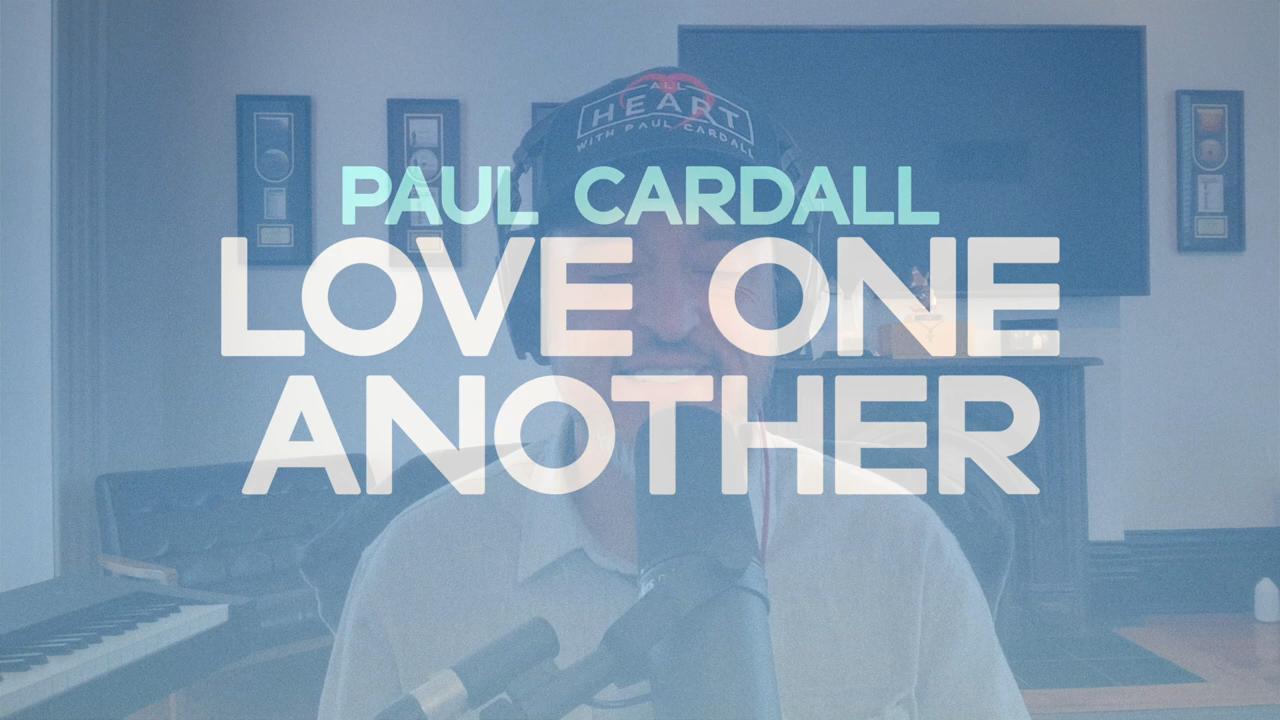 ALL
HEART
WITH PAUL CARDALL
PAUL CARDALL
LOVE ONE
ANOTHER